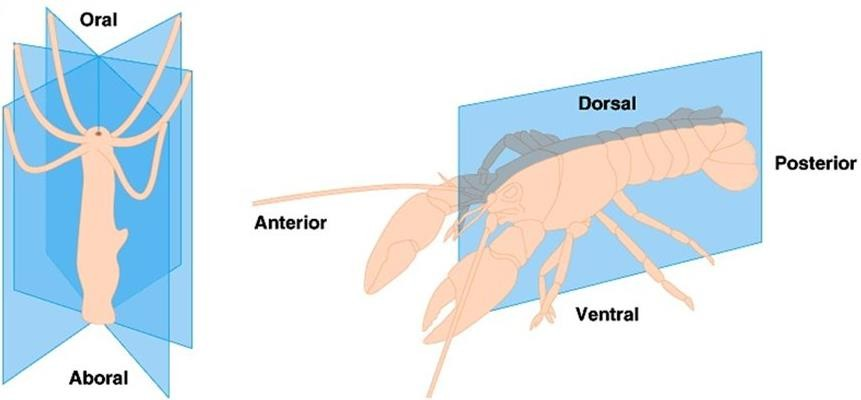 Oral
Aboral
Dorsal
Anterior
Posterior
Ventral